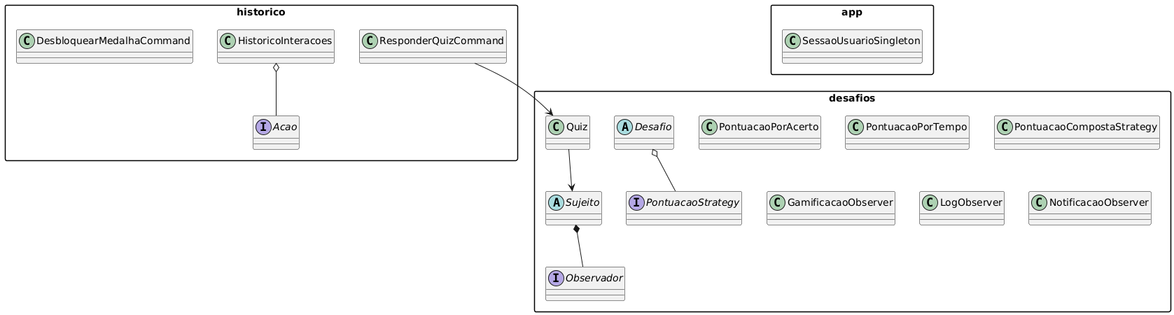 historico
app
C DesbloquearMedalhaCommand
C HistoricoInteracoes
C ResponderQuizCommand
C SessaoUsuarioSingleton
desafios
I Acao
C Quiz
A Desafio
C PontuacaoPorAcerto
C PontuacaoPorTempo
C PontuacaoCompostaStrategy
A Sujeito
I PontuacaoStrategy
C GamificacaoObserver
C LogObserver
C NotificacaoObserver
I Observador